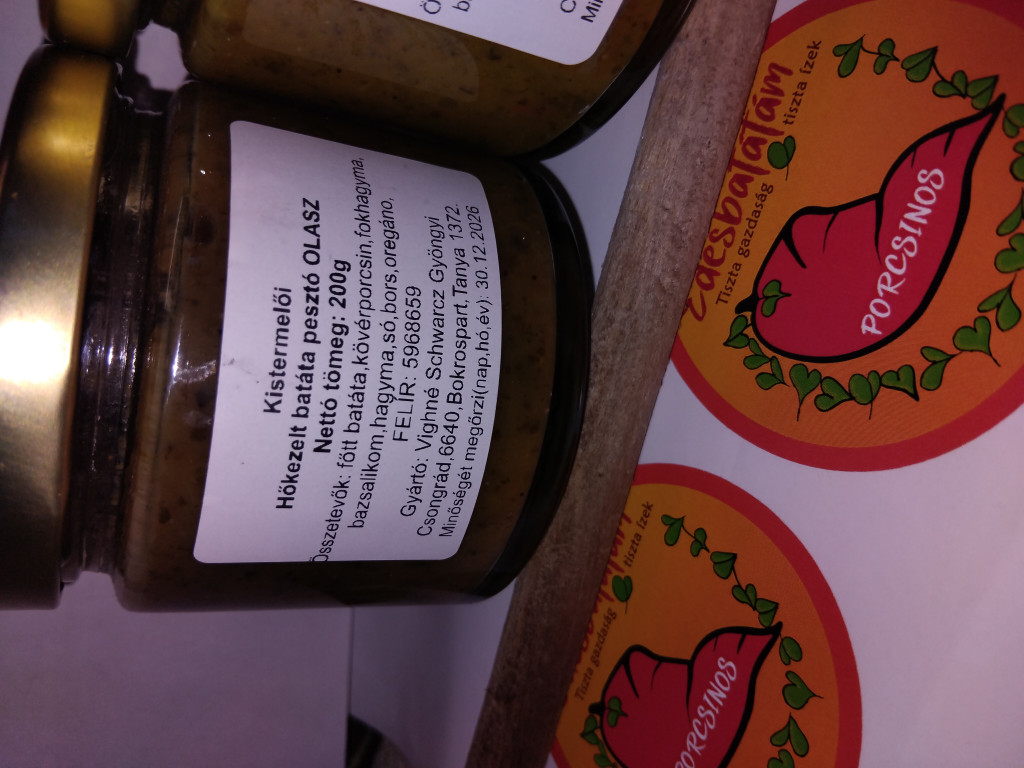 Kistermelői
Hőkezelt batáta pesztó OLASZ
Nettó tömeg: 200g
Összetevők: főtt batáta,kövérporcsin,fokhagyma,
bazsalikom,hagyma,só,bors,oregánó,
FELIR: 5968659
Gyártó: Vighné Schwarcz Gyöngyi
Csongrád,6640,Bokrospart,Tanya 1372.
Minőségét megőrzi(nap,hó,év): 30.12.2026
Édesbatátám
Tiszta gazdaság
tiszta ízek
PORCSINOS
Tiszta gazdaság
tiszta ízek
PORCSINOS